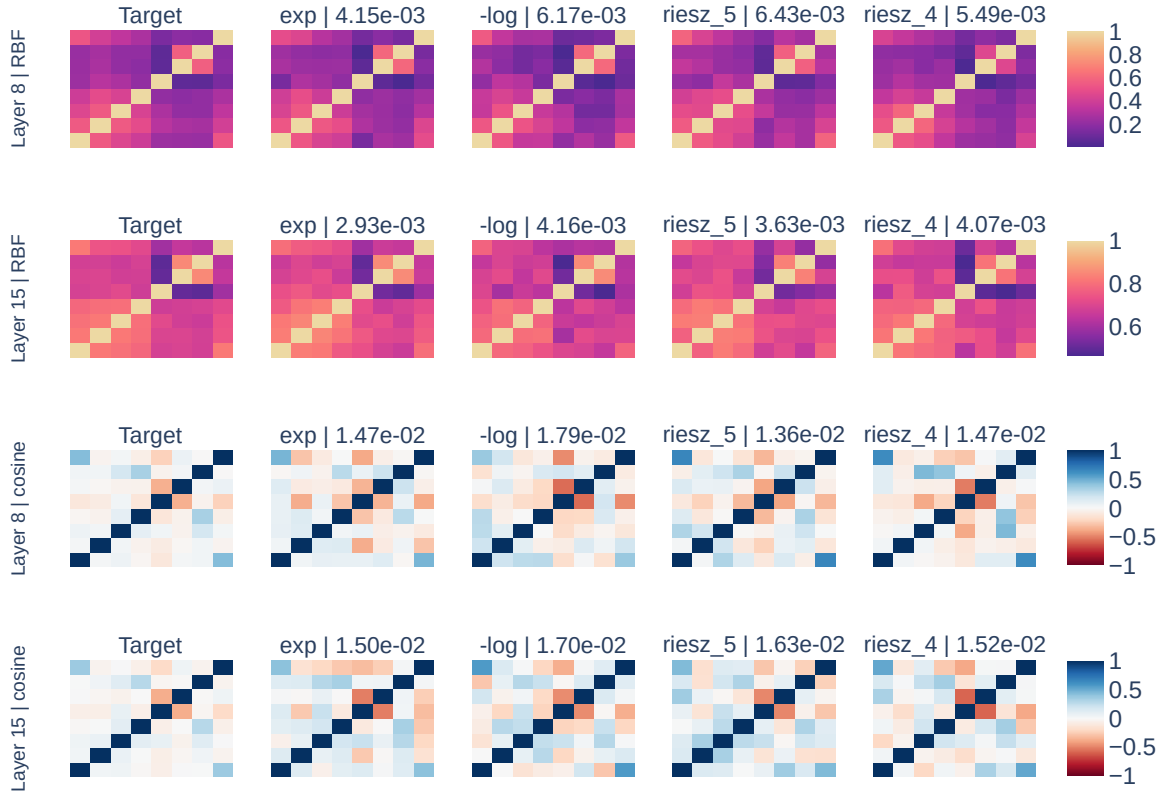 Target
exp | 4.15e-03
-log | 6.17e-03
riesz_5 | 6.43e-03
riesz_4 | 5.49e-03
Layer 8 | RBF
1
0.8
0.6
0.4
0.2
Target
exp | 2.93e-03
-log | 4.16e-03
riesz_5 | 3.63e-03
riesz_4 | 4.07e-03
Layer 15 | RBF
1
0.8
0.6
Target
exp | 1.47e-02
-log | 1.79e-02
riesz_5 | 1.36e-02
riesz_4 | 1.47e-02
Layer 8 | cosine
1
0.5
0
−0.5
−1
Target
exp | 1.50e-02
-log | 1.70e-02
riesz_5 | 1.63e-02
riesz_4 | 1.52e-02
Layer 15 | cosine
1
0.5
0
−0.5
−1